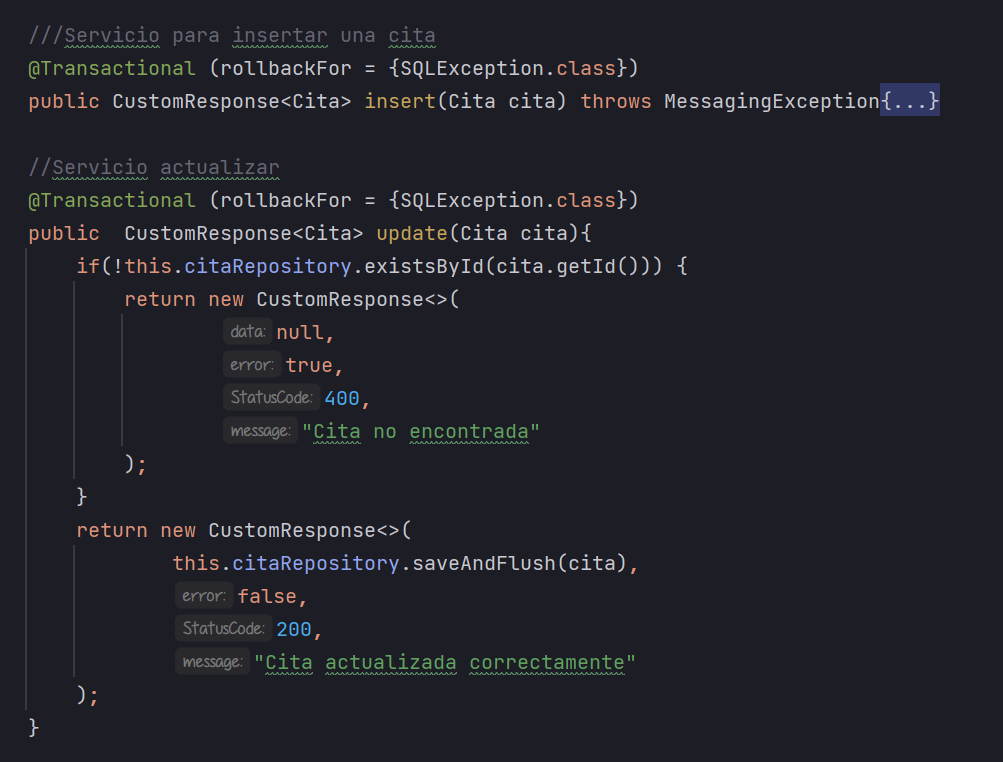 ///Servicio para insertar una cita
@Transactional (rollbackFor = {SQLException.class})
public CustomResponse<Cita> insert(Cita cita) throws MessagingException{...}
//Servicio actualizar
@Transactional (rollbackFor = {SQLException.class})
public  CustomResponse<Cita> update(Cita cita){
if(!this.citaRepository.existsById(cita.getId())) {
return new CustomResponse<>(
data: null,
error: true,
StatusCode: 400,
message: "Cita no encontrada"
);
}
return new CustomResponse<>(
this.citaRepository.saveAndFlush(cita),
error: false,
StatusCode: 200,
message: "Cita actualizada correctamente"
);
}